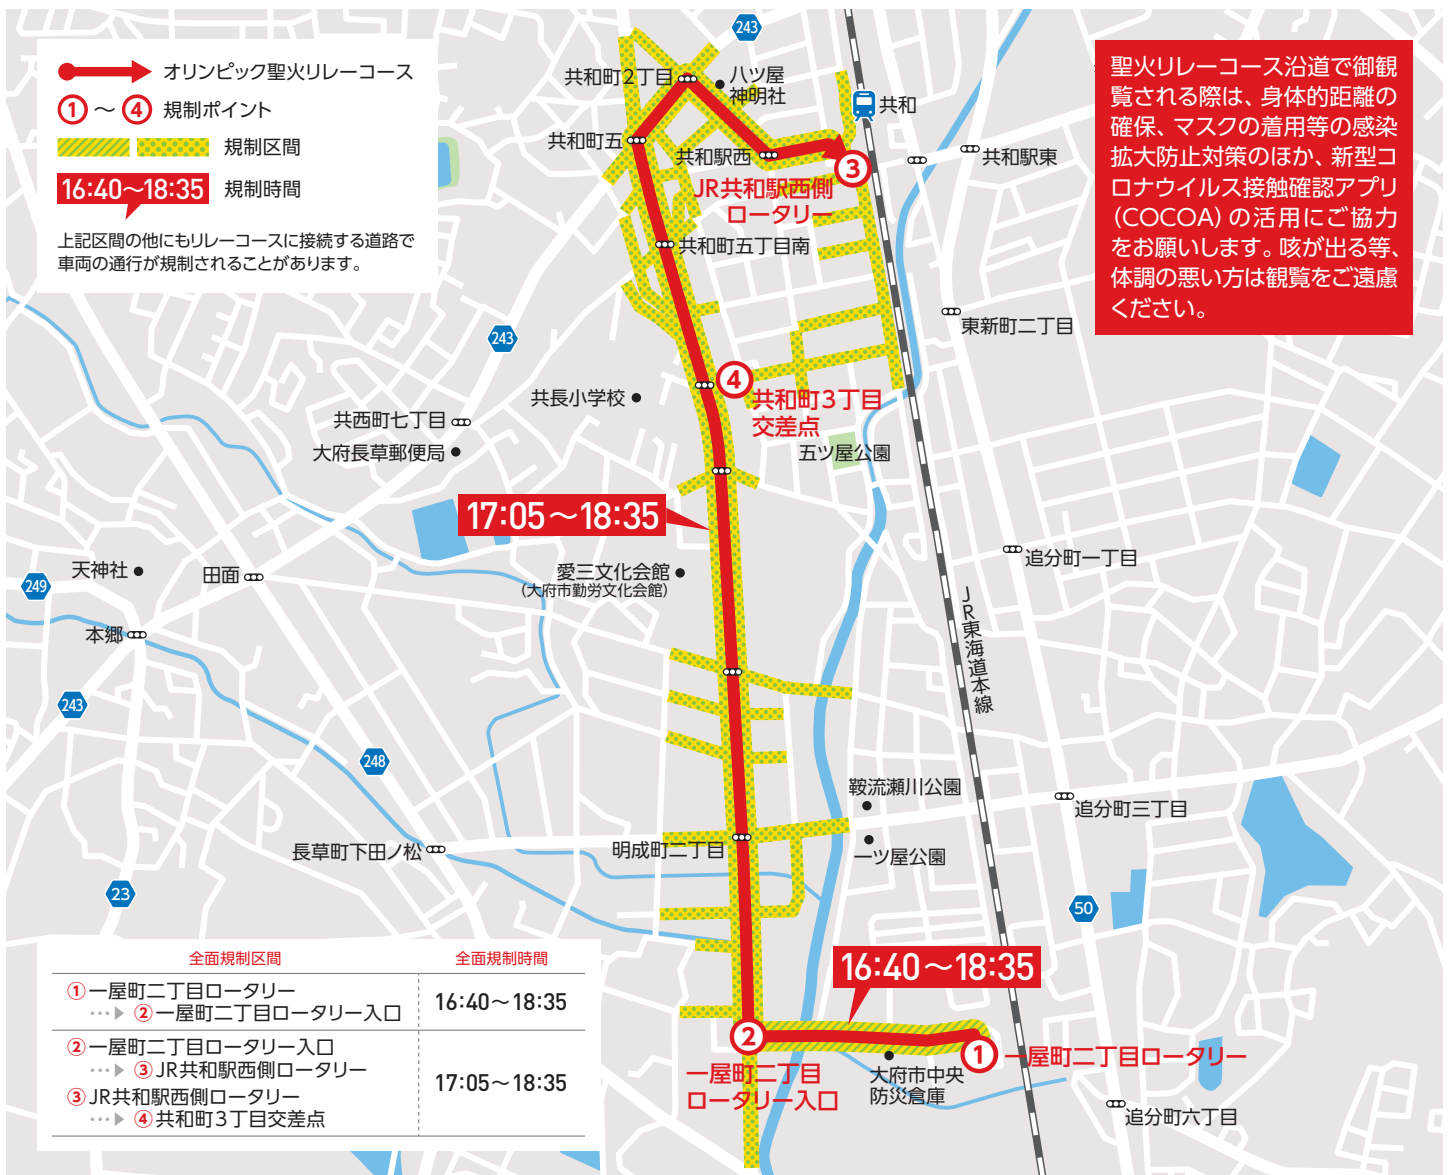 オリンピック聖火リレーコース
①～④ 規制ポイント
規制区間
16:40～18:35 規制時間
上記区間の他にもリレーコースに接続する道路で
車両の通行が規制されることがあります。
聖火リレーコース沿道で御観
覧される際は、身体的距離の
確保、マスクの着用等の感染
拡大防止対策のほか、新型コ
ロナウイルス接触確認アプリ
(COCOA)の活用にご協力
をお願いします。咳が出る等、
体調の悪い方は観覧をご遠慮
ください。
243
共和町2丁目
八ツ屋
神明社
共和
共和町五
共和駅西
共和駅東
③
JR共和駅西側
ロータリー
共和町五丁目南
東新町二丁目
243
④
共和町3丁目
交差点
共長小学校
共西町七丁目
大府長草郵便局
五ツ屋公園
17:05～18:35
追分町一丁目
天神社
田面
愛三文化会館
(大府市勤労文化会館)
249
本郷
JR東海道本線
243
248
鞍流瀬川公園
追分町三丁目
長草町下田ノ松
明成町二丁目
一ツ屋公園
23
50
16:40～18:35
②
一屋町二丁目
ロータリー入口
①
一屋町二丁目ロータリー
大府市中央
防災倉庫
追分町六丁目
全面規制区間 全面規制時間
①一屋町二丁目ロータリー
②一屋町二丁目ロータリー入口
16:40～18:35
②一屋町二丁目ロータリー入口
③JR共和駅西側ロータリー
③JR共和駅西側ロータリー
④共和町3丁目交差点
17:05～18:35